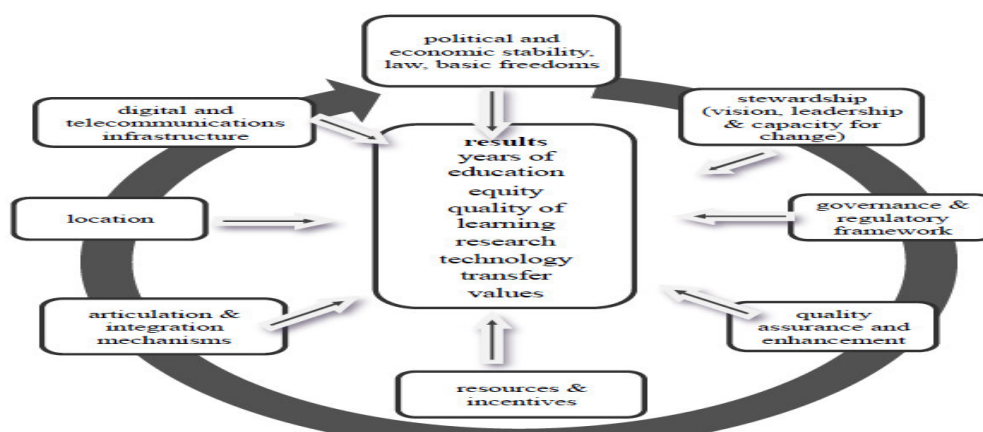 political and
economic stability,
law, basic freedoms
digital and
telecommunications
infrastructure
stewardship
(vision, leadership
& capacity for
change)
results
years of
education
equity
quality of
learning
research
technology
transfer
values
location
governance &
regulatory
framework
articulation &
integration
mechanisms
quality
assurance and
enhancement
resources &
incentives